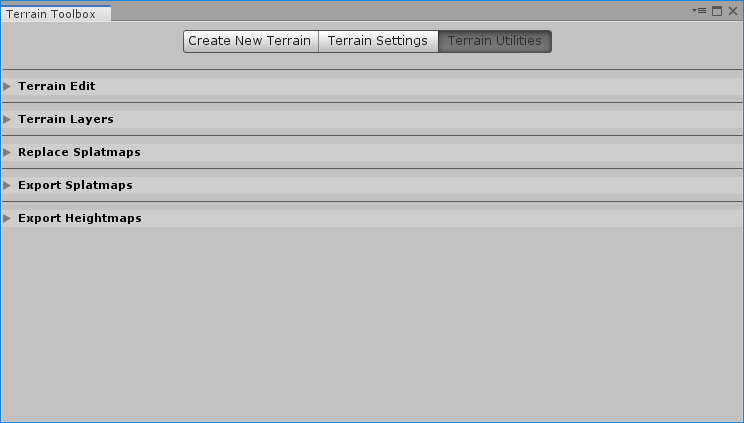 Terrain Toolbox
Create New Terrain Terrain Settings Terrain Utilities
Terrain Edit
Terrain Layers
Replace Splatmaps
Export Splatmaps
Export Heightmaps